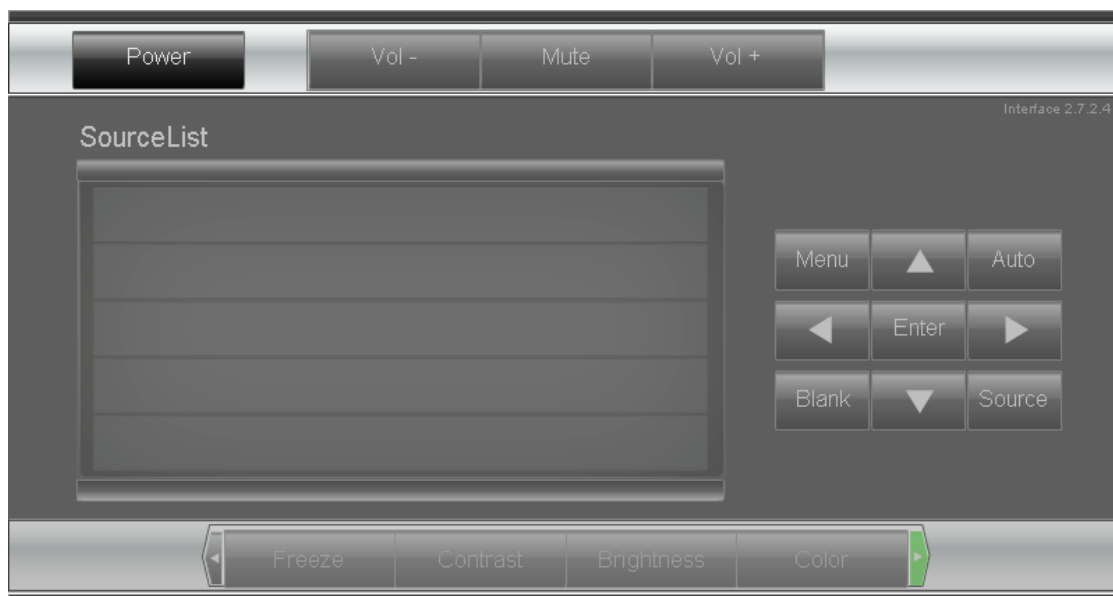 Power
Vol -
Mute
Vol +
Interface 2.7.2.4
SourceList
Menu
Auto
Enter
Blank
Source
Freeze
Contrast
Brightness
Color